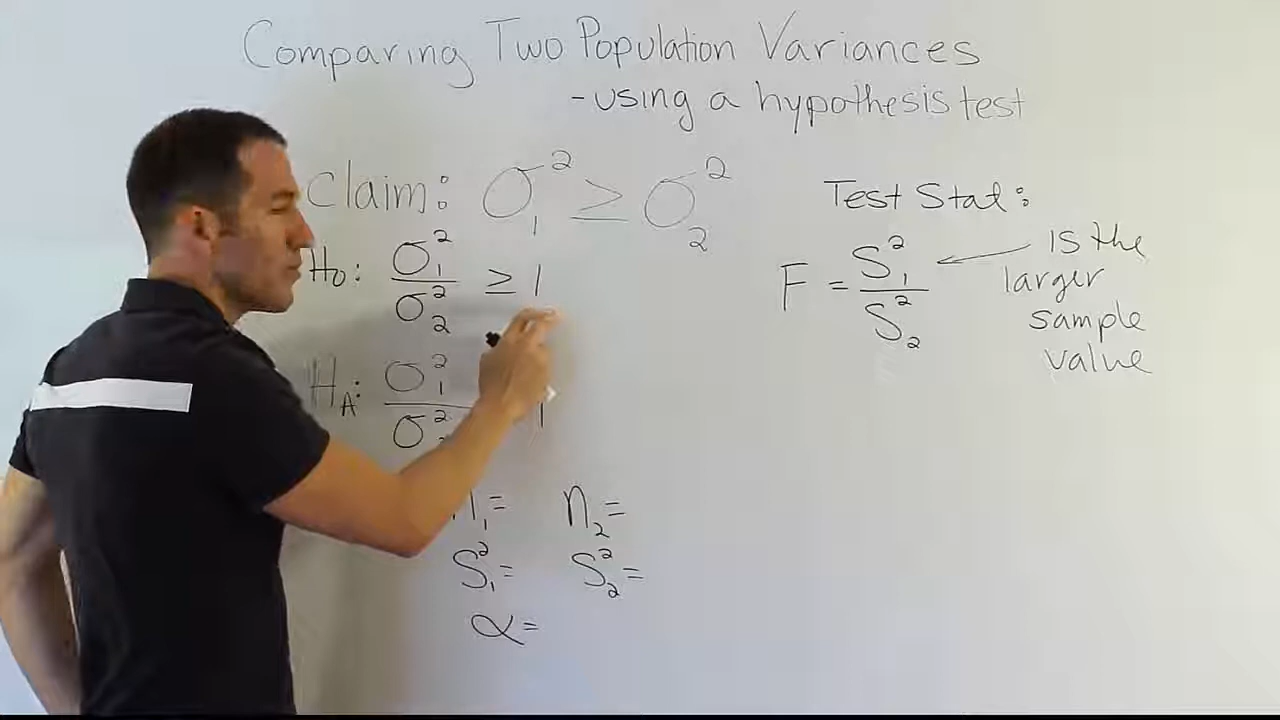 Comparing Two Population Variances
- using a hypothesis test
Claim: σ₁² ≥ σ₂²
H₀: σ₁²/σ₂² ≥ 1
H_A: σ₁²/σ₂² 1
n₁= n₂=
S₁²= S₂²=
α=
Test Stat:
F = S₁²/S₂²
is the
larger
sample
value